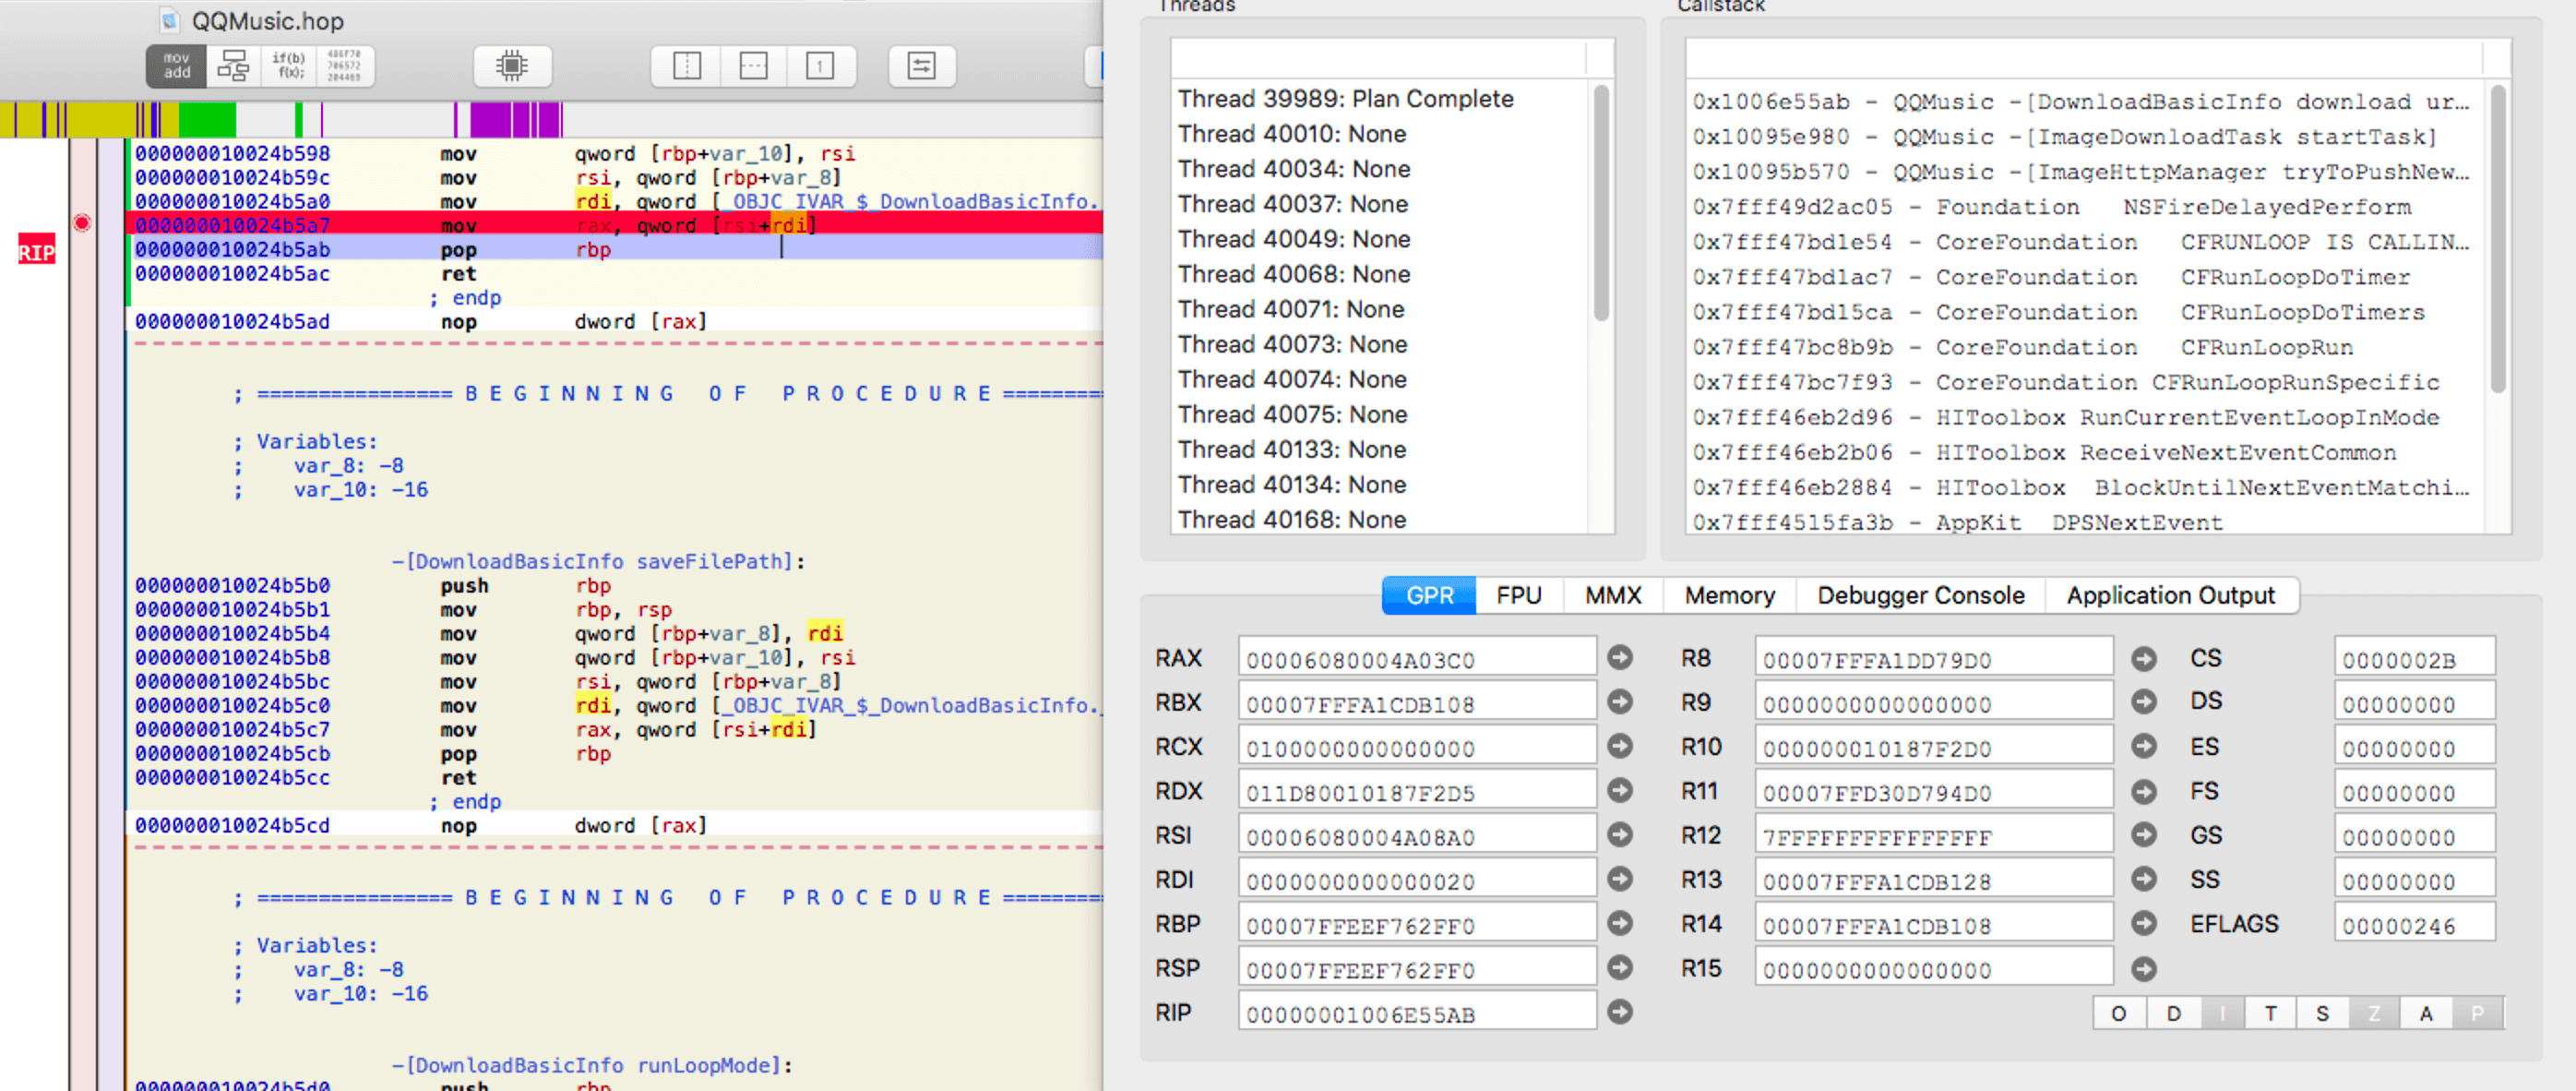 QQMusic.hop
mov add
if(b) f(x);
486F70 706572 204469
1
000000010024b598 mov qword [rbp+var_10], rsi
000000010024b59c mov rsi, qword [rbp+var_8]
000000010024b5a0 mov rdi, qword [_OBJC_IVAR_$_DownloadBasicInfo.
000000010024b5a7 mov rax, qword [rsi+rdi]
RIP
000000010024b5ab pop rbp
000000010024b5ac ret
; endp
000000010024b5ad nop dword [rax]
; =============== B E G I N N I N G   O F   P R O C E D U R E ========
; Variables:
;    var_8: -8
;    var_10: -16
-[DownloadBasicInfo saveFilePath]:
000000010024b5b0 push rbp
000000010024b5b1 mov rbp, rsp
000000010024b5b4 mov qword [rbp+var_8], rdi
000000010024b5b8 mov qword [rbp+var_10], rsi
000000010024b5bc mov rsi, qword [rbp+var_8]
000000010024b5c0 mov rdi, qword [_OBJC_IVAR_$_DownloadBasicInfo._
000000010024b5c7 mov rax, qword [rsi+rdi]
000000010024b5cb pop rbp
000000010024b5cc ret
; endp
000000010024b5cd nop dword [rax]
; =============== B E G I N N I N G   O F   P R O C E D U R E ========
; Variables:
;    var_8: -8
;    var_10: -16
-[DownloadBasicInfo runLoopMode]:
000000010024b5d0 push rbp
Threads
Thread 39989: Plan Complete
Thread 40010: None
Thread 40034: None
Thread 40037: None
Thread 40049: None
Thread 40068: None
Thread 40071: None
Thread 40073: None
Thread 40074: None
Thread 40075: None
Thread 40133: None
Thread 40134: None
Thread 40168: None
Callstack
0x1006e55ab - QQMusic -[DownloadBasicInfo download ur...
0x10095e980 - QQMusic -[ImageDownloadTask startTask]
0x10095b570 - QQMusic -[ImageHttpManager tryToPushNew...
0x7fff49d2ac05 - Foundation   NSFireDelayedPerform
0x7fff47bd1e54 - CoreFoundation   CFRUNLOOP IS CALLIN...
0x7fff47bd1ac7 - CoreFoundation   CFRunLoopDoTimer
0x7fff47bd15ca - CoreFoundation   CFRunLoopDoTimers
0x7fff47bc8b9b - CoreFoundation   CFRunLoopRun
0x7fff47bc7f93 - CoreFoundation CFRunLoopRunSpecific
0x7fff46eb2d96 - HIToolbox RunCurrentEventLoopInMode
0x7fff46eb2b06 - HIToolbox ReceiveNextEventCommon
0x7fff46eb2884 - HIToolbox  BlockUntilNextEventMatchi...
0x7fff4515fa3b - AppKit  DPSNextEvent
GPR FPU MMX Memory Debugger Console Application Output
RAX 00006080004A03C0 R8 00007FFFA1DD79D0 CS 0000002B
RBX 00007FFFA1CDB108 R9 0000000000000000 DS 00000000
RCX 0100000000000000 R10 000000010187F2D0 ES 00000000
RDX 011D80010187F2D5 R11 00007FFD30D794D0 FS 00000000
RSI 00006080004A08A0 R12 7FFFFFFFFFFFFFFF GS 00000000
RDI 0000000000000020 R13 00007FFFA1CDB128 SS 00000000
RBP 00007FFEEF762FF0 R14 00007FFFA1CDB108 EFLAGS 00000246
RSP 00007FFEEF762FF0 R15 0000000000000000
RIP 00000001006E55AB O D I T S Z A P